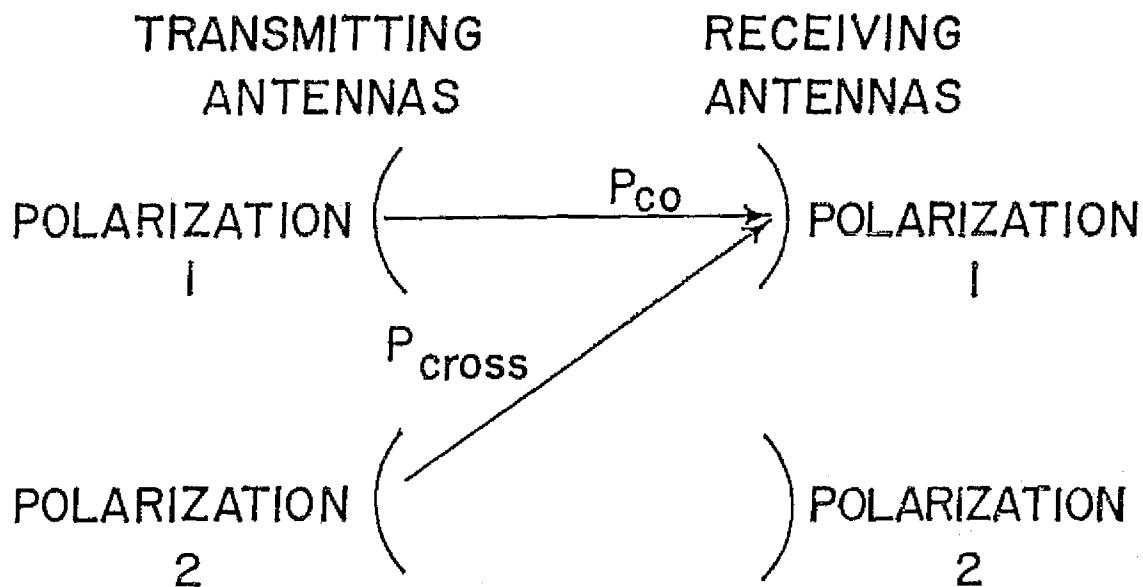 TRANSMITTING ANTENNAS
RECEIVING ANTENNAS
POLARIZATION 1
Pco
POLARIZATION 1
Pcross
POLARIZATION 2
POLARIZATION 2